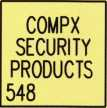 COMPX
SECURITY
PRODUCTS
548